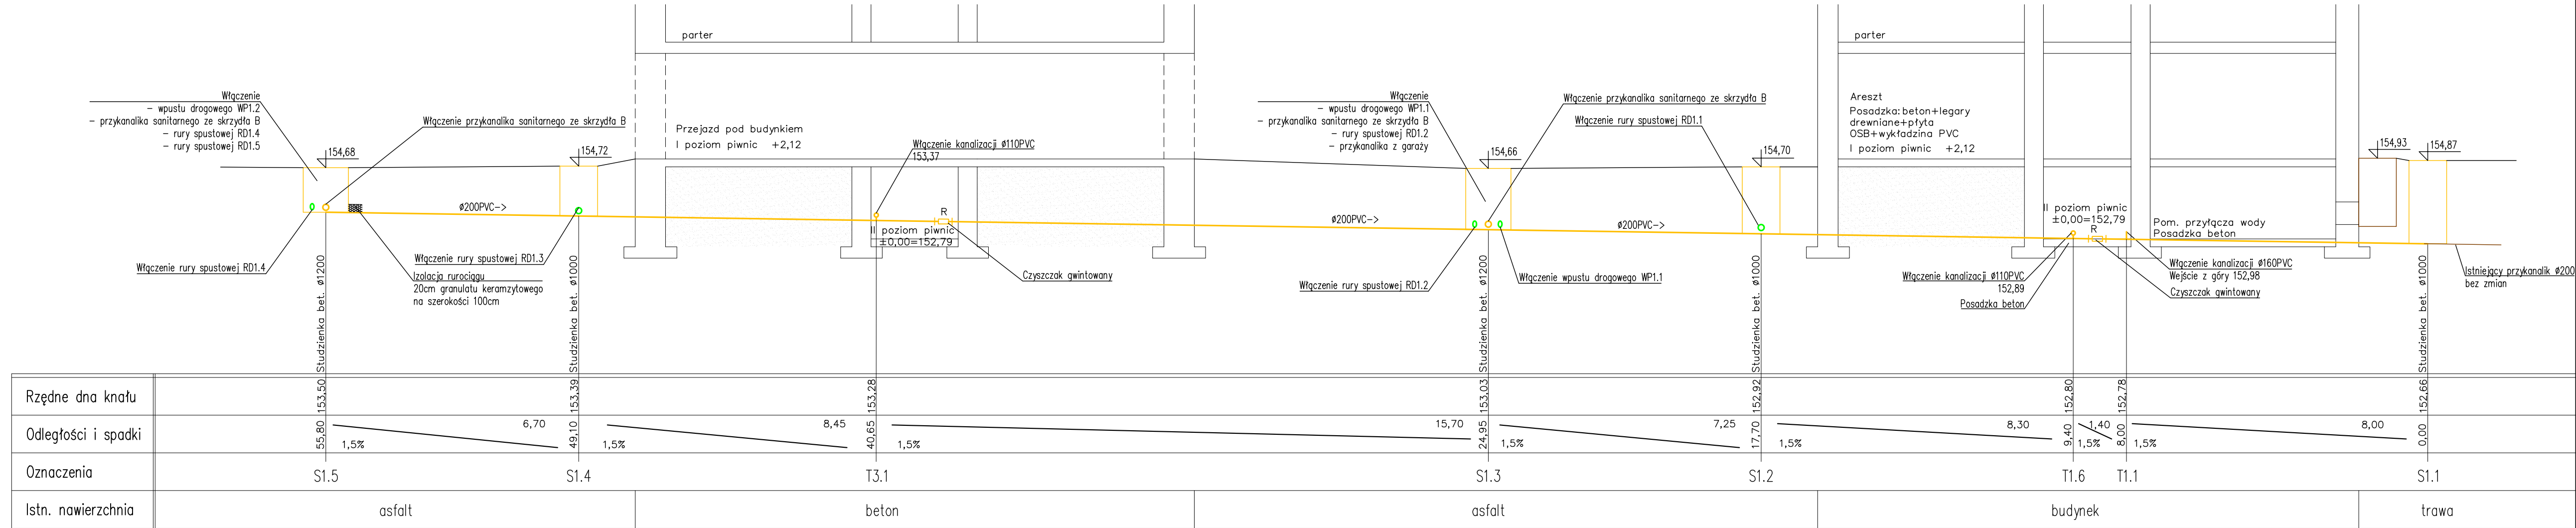 parter
parter
Włączenie
- wpustu drogowego WP1.2
- przykanalika sanitarnego ze skrzydła B
- rury spustowej RD1.4
- rury spustowej RD1.5
Włączenie przykanalika sanitarnego ze skrzydła B
154,68
154,72
Przejazd pod budynkiem
I poziom piwnic +2,12
Włączenie kanalizacji ø110PVC
153,37
Włączenie
- wpustu drogowego WP1.1
- przykanalika sanitarnego ze skrzydła B
- rury spustowej RD1.2
- przykanalika z garaży
Włączenie przykanalika sanitarnego ze skrzydła B
Włączenie rury spustowej RD1.1
154,66
154,70
Areszt
Posadzka: beton+legary
drewniane+płyta
OSB+wykładzina PVC
I poziom piwnic +2,12
154,93
154,87
ø200PVC->
R
II poziom piwnic
±0,00=152,79
ø200PVC->
ø200PVC->
II poziom piwnic
±0,00=152,79
R
Pom. przyłącza wody
Posadzka beton
Włączenie rury spustowej RD1.4
Włączenie rury spustowej RD1.3
Izolacja rurociągu
20cm granulatu keramzytowego
na szerokości 100cm
Czyszczak gwintowany
Włączenie rury spustowej RD1.2
Włączenie wpustu drogowego WP1.1
Włączenie kanalizacji ø110PVC
152,89
Posadzka beton
Włączenie kanalizacji ø160PVC
Wejście z góry 152,98
Czyszczak gwintowany
Istniejący przykanalik ø200
bez zmian
Studzienka bet. ø1200
Studzienka bet. ø1000
Studzienka bet. ø1200
Studzienka bet. ø1000
Studzienka bet. ø1000
Rzędne dna knału
153,50
153,39
153,28
153,03
152,92
152,80
152,78
152,66
Odległości i spadki
55,80
1,5%
6,70
49,10
1,5%
8,45
40,65
1,5%
15,70
24,95
1,5%
7,25
17,70
1,5%
8,30
9,40
1,5%
1,40
8,00
1,5%
8,00
0,00
Oznaczenia
S1.5
S1.4
T3.1
S1.3
S1.2
T1.6
T1.1
S1.1
Istn. nawierzchnia
asfalt
beton
asfalt
budynek
trawa